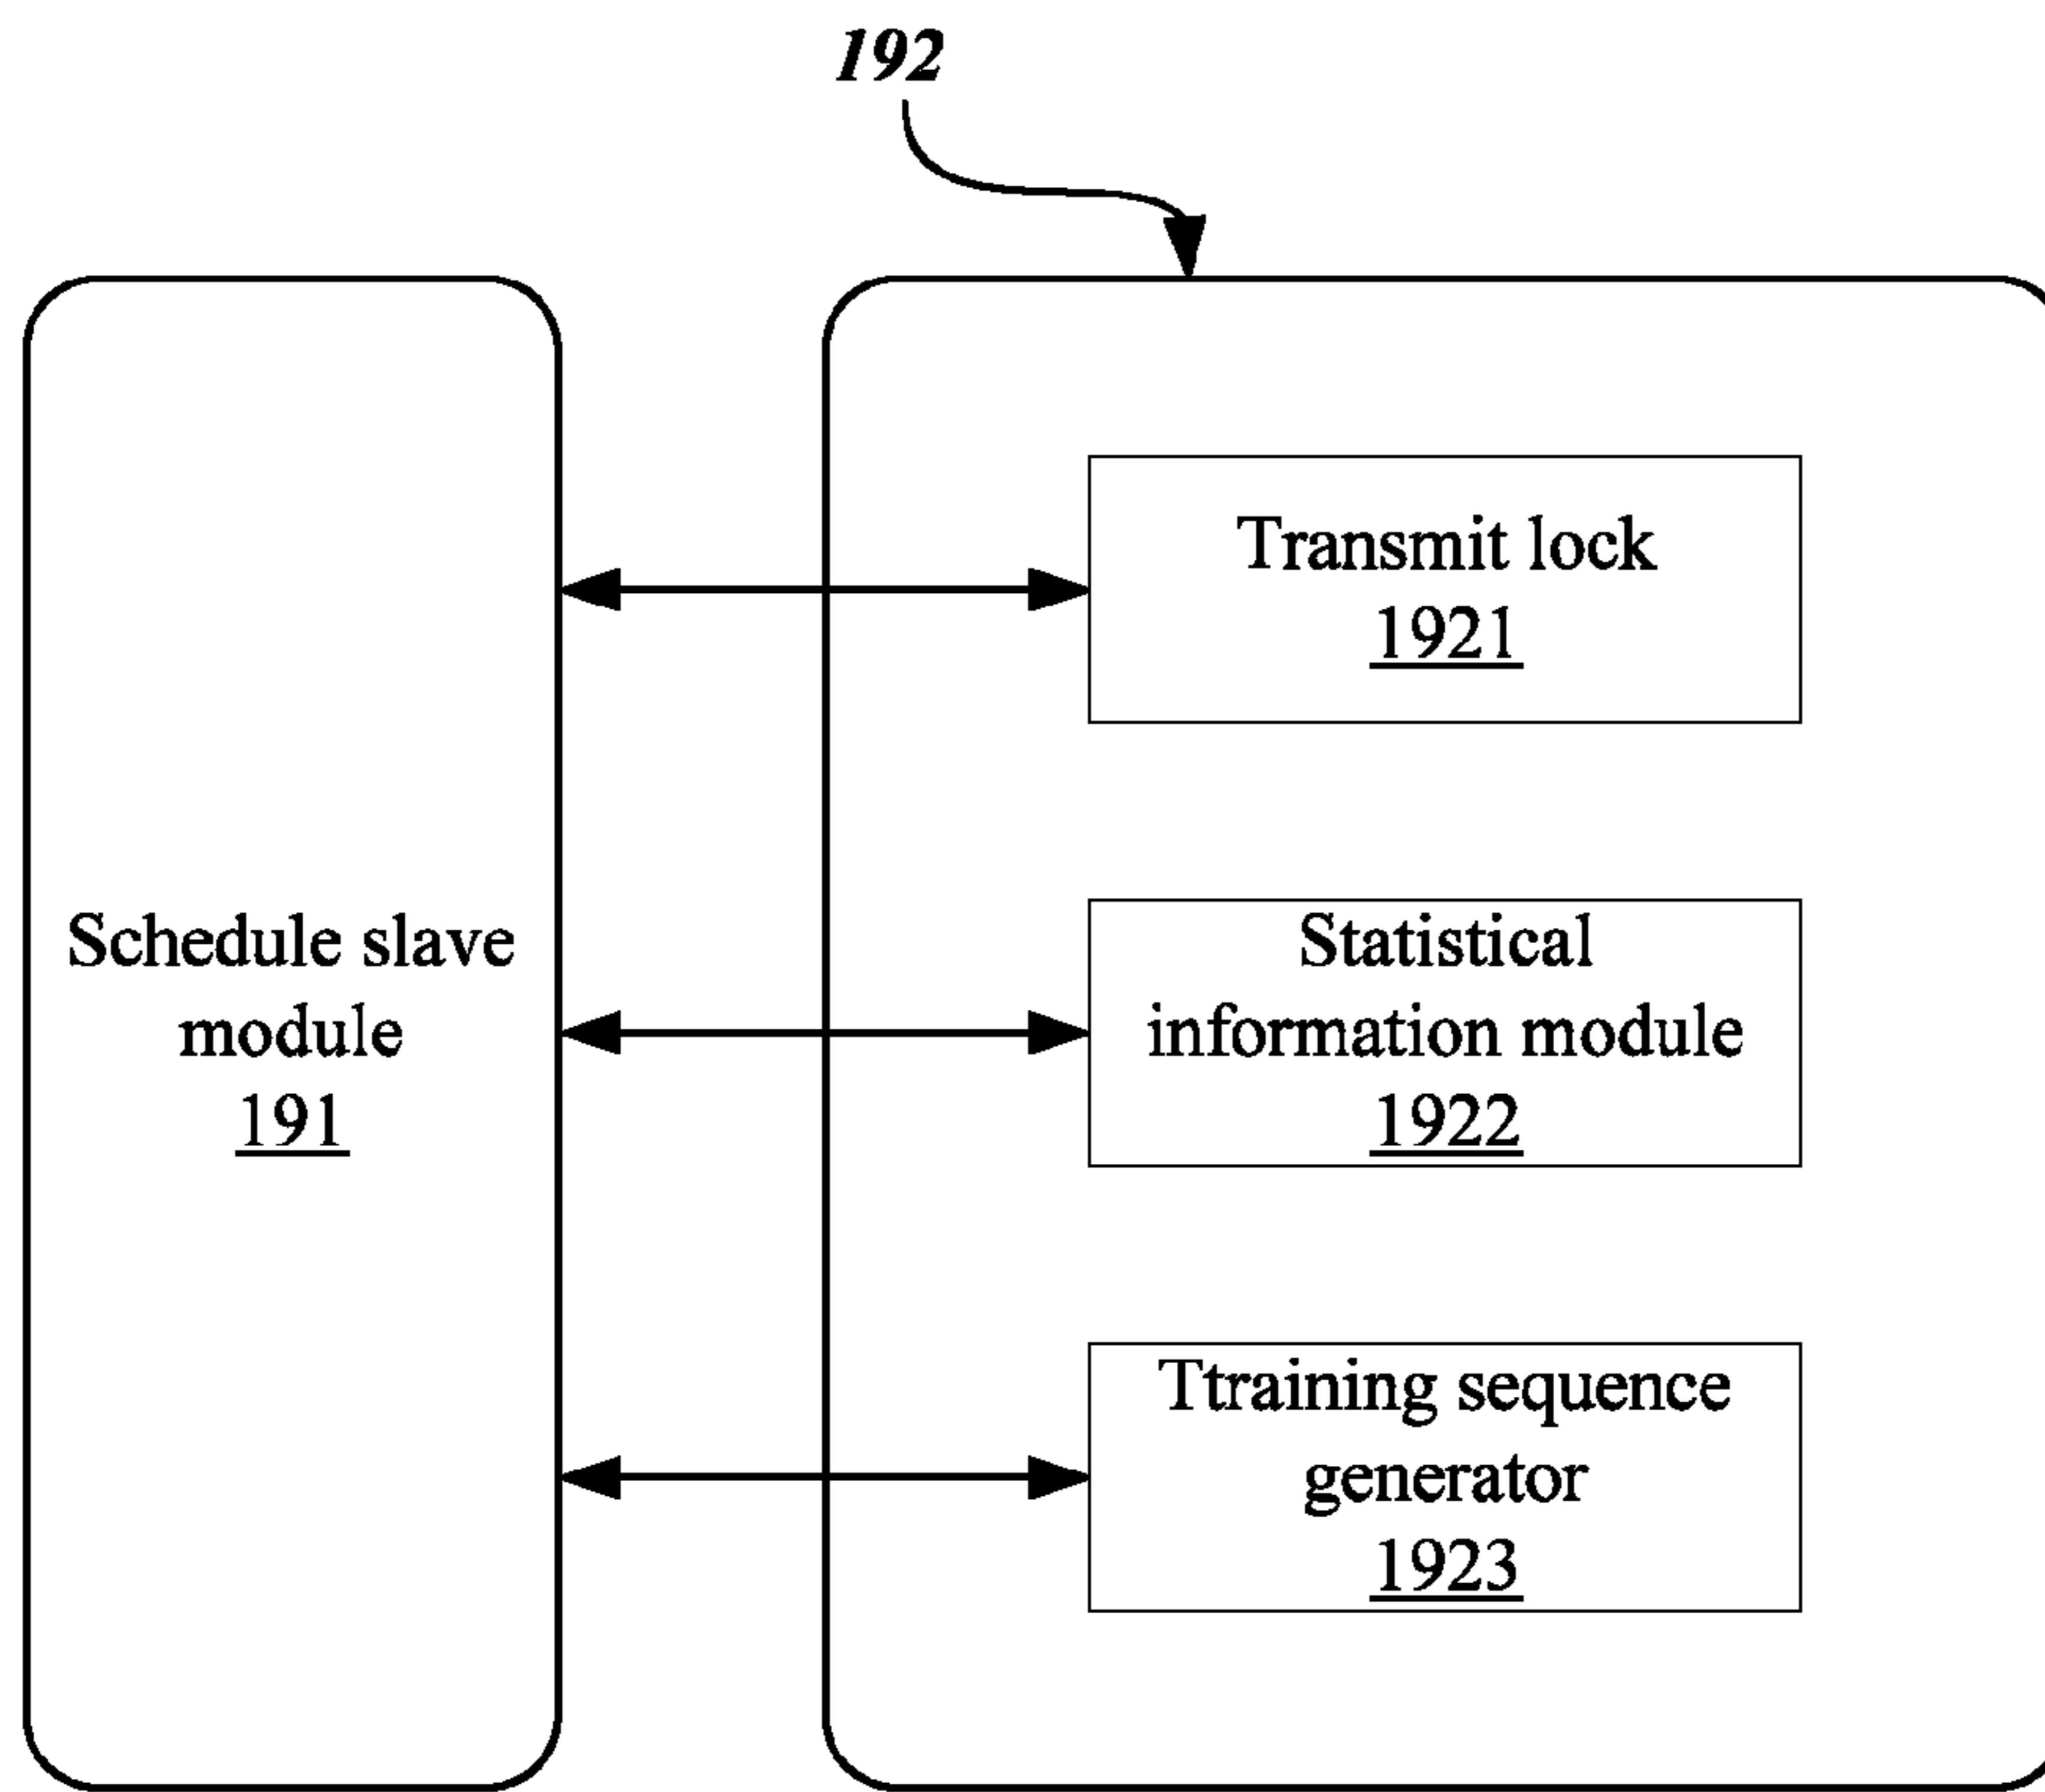 192
Schedule slave
module
191
Transmit lock
1921
Statistical
information module
1922
Ttraining sequence
generator
1923